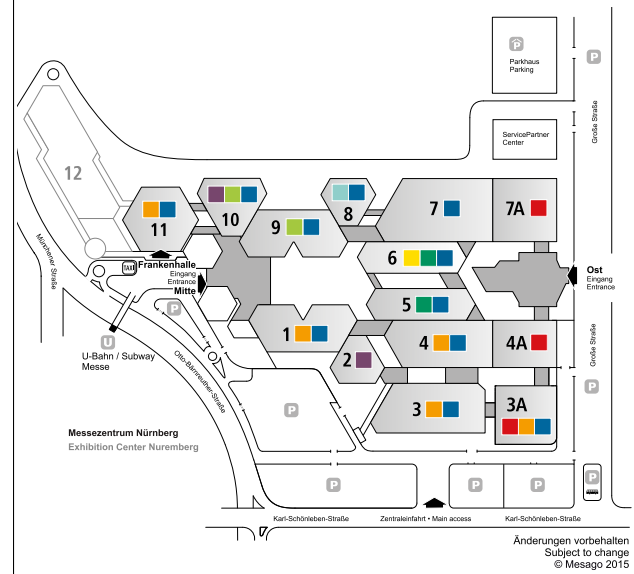 P
Parkhaus
Parking
P
Große Straße
ServicePartner
Center
12
11
10
9
8
7
7A
Münchener Straße
TAXI
Frankenhalle
Eingang
Entrance
Mitte
6
5
Ost
Eingang
Entrance
P
U
U-Bahn / Subway
Messe
Otto-Bärnreuther-Straße
1
2
4
4A
Große Straße
3
3A
P
P
Messezentrum Nürnberg
Exhibition Center Nuremberg
P
P
P
P
Karl-Schönleben-Straße
Zentraleinfahrt • Main access
Karl-Schönleben-Straße
Änderungen vorbehalten
Subject to change
© Mesago 2015